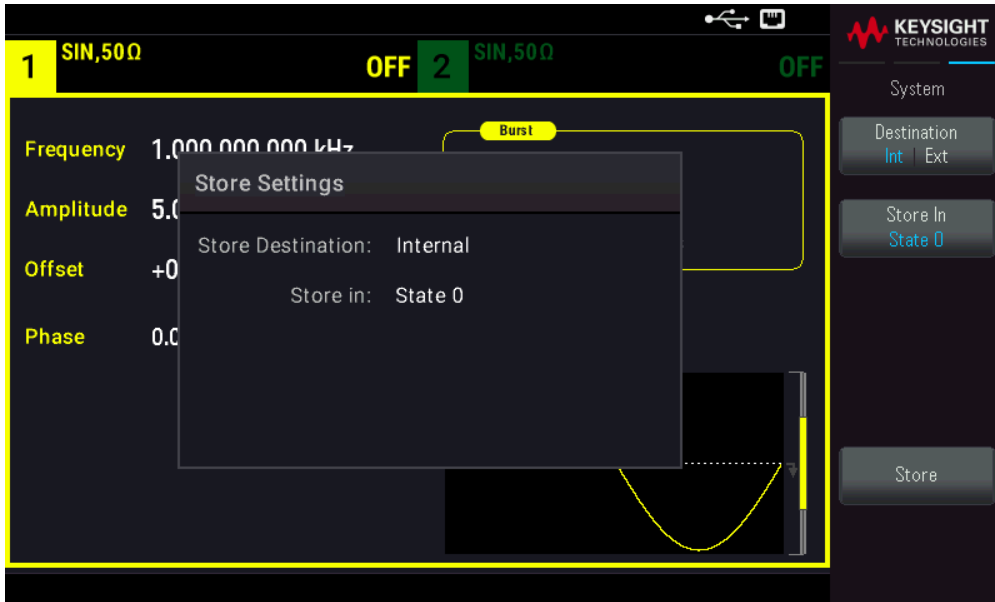 KEYSIGHT
TECHNOLOGIES
1 SIN,50Ω OFF
2 SIN,50Ω OFF
System
Destination
Int | Ext
Store In
State 0
Store
Burst
Frequency
Amplitude
Offset
Phase
Store Settings
Store Destination: Internal
Store in: State 0